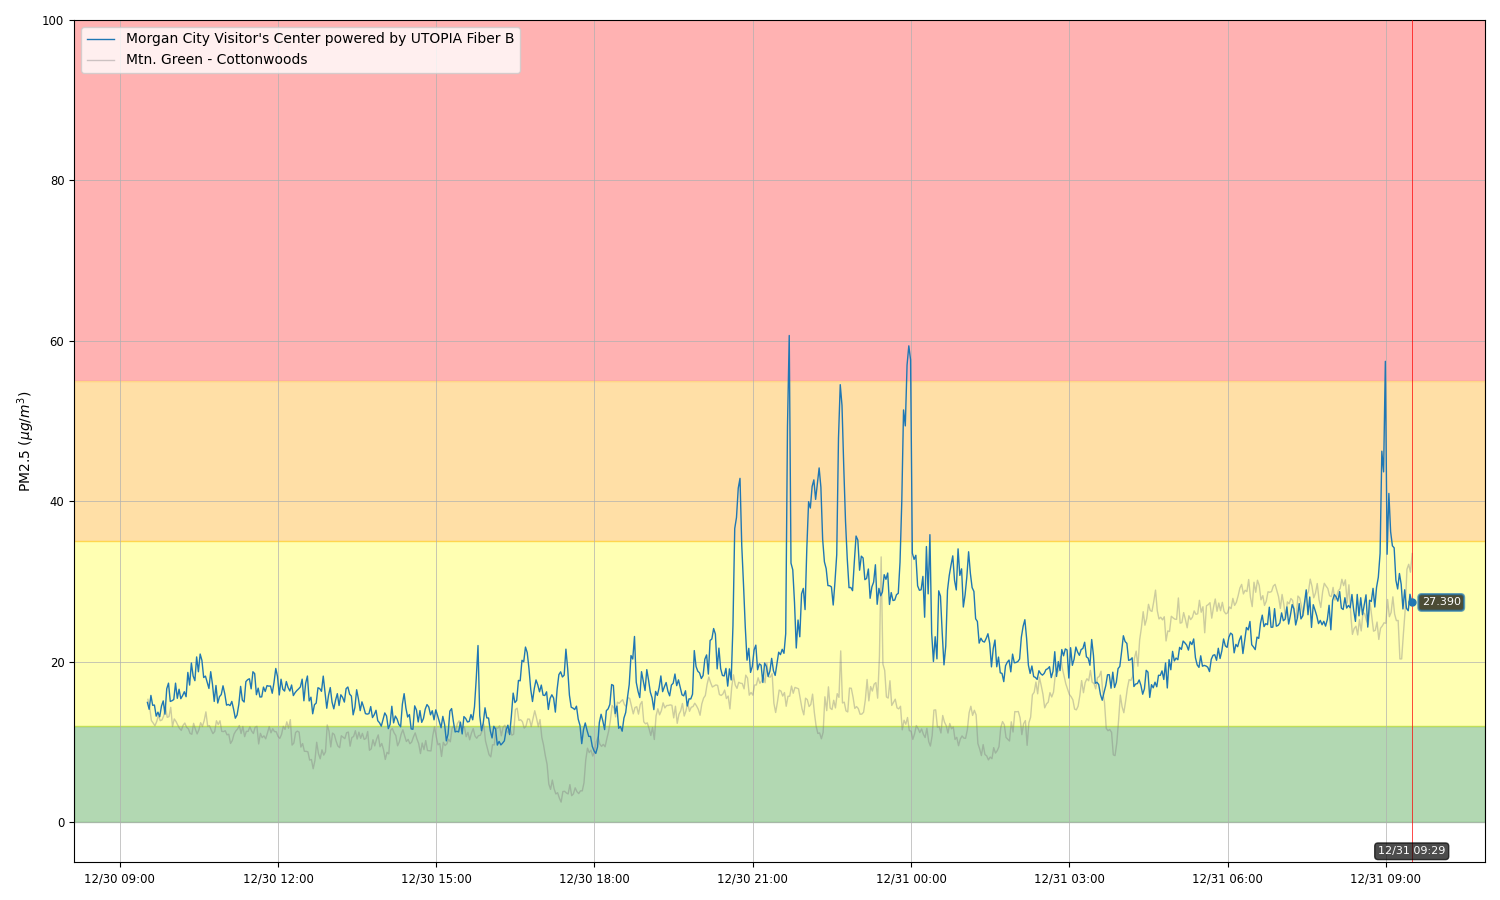 100
Morgan City Visitor's Center powered by UTOPIA Fiber B
Mtn. Green - Cottonwoods
80
60
PM2.5 (μg/m³)
40
27.390
20
0
12/31 09:29
12/30 09:00 12/30 12:00 12/30 15:00 12/30 18:00 12/30 21:00 12/31 00:00 12/31 03:00 12/31 06:00 12/31 09:00